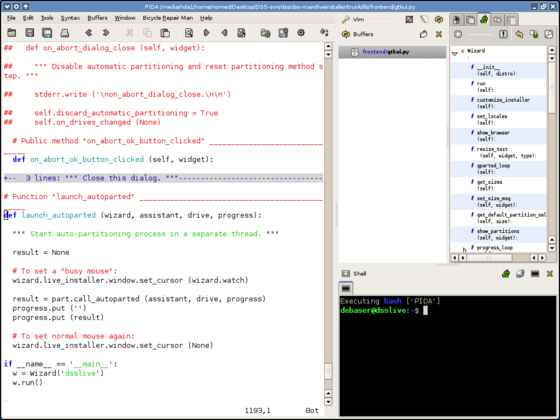 PIDA /media/hda1/home/nomed/Desktop/DSS-svn/dss/dss-main/liveinstaller/trunk/lib/frontend/gtkui.py
File Edit Tools Syntax Buffers Window Bookmark Help
## def on_abort_dialog_close (self, widget):
## """ Disable automatic partitioning and reset partitioning method s
tep. """
## stderr.write ('\non_abort_dialog_close.\n\n')
## self.discard_automatic_partitioning = True
## self.on_drives_changed (None)
# Public method "on_abort_ok_button_clicked" ____________________
_____
def on_abort_ok_button_clicked (self, widget):
+-- 3 lines: """ Close this dialog. """---------------------------------
# Function "launch_autoparted" ________________________________
_____
def launch_autoparted (wizard, assistant, drive, progress):
""" Start auto-partitioning process in a separate thread. """
result = None
# To set a "busy mouse":
wizard.live_installer.window.set_cursor (wizard.watch)
result = part.call_autoparted (assistant, drive, progress)
progress.put ('')
progress.put (result)
# To set normal mouse again:
wizard.live_installer.window.set_cursor (None)
if __name__ == '__main__':
w = Wizard('dsslive')
w.run()
1193,1 Bot
Vim
Buffers
frontend/gtkui.py
c Wizard
f __init__
(self, distro):
f run
(self):
f customize_installer
(self):
f set_locales
(self):
f show_browser
(self):
f resize_text
(self, widget, type):
f gparted_loop
(self):
f get_sizes
(self):
f set_size_msg
(self, widget):
f get_default_partition_sel
(self, size):
f show_partitions
(self, widget):
f progress_loop
Shell
Executing bash ['PIDA']
debaser@dsslive:~$